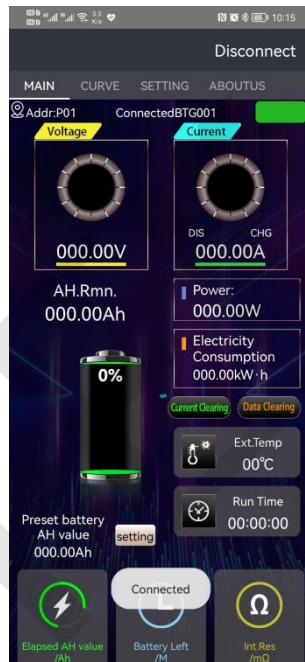 10:15
Disconnect
MAIN CURVE SETTING ABOUTUS
Addr:P01 ConnectedBTG001
Voltage
000.00V
Current
DIS CHG
000.00A
AH.Rmn.
000.00Ah
Power:
000.00W
Electricity
Consumption
000.00kW·h
0%
Current Clearing Data Clearing
Ext.Temp
00℃
Run Time
00:00:00
Preset battery
AH value
000.00Ah
setting
Connected
Ω
Elapsed AH value
/Ah
Battery Left
/M
Int.Res
/mΩ